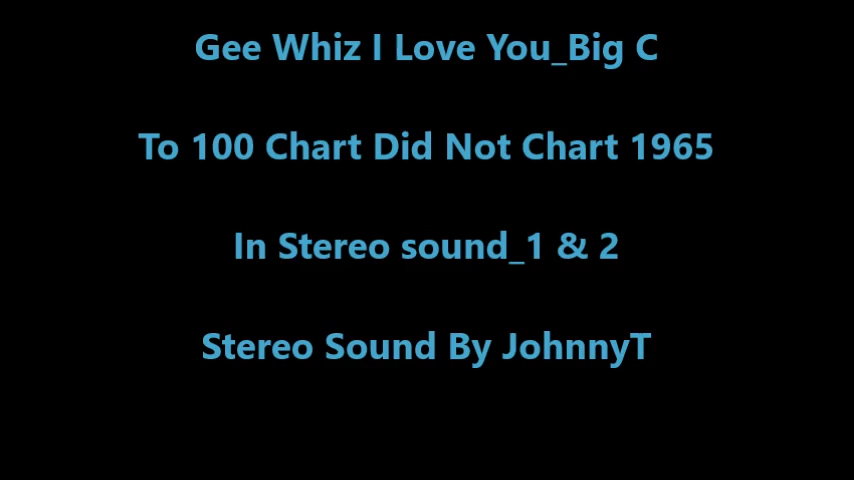 Gee Whiz I Love You_Big C
To 100 Chart Did Not Chart 1965
In Stereo sound_1 & 2
Stereo Sound By JohnnyT